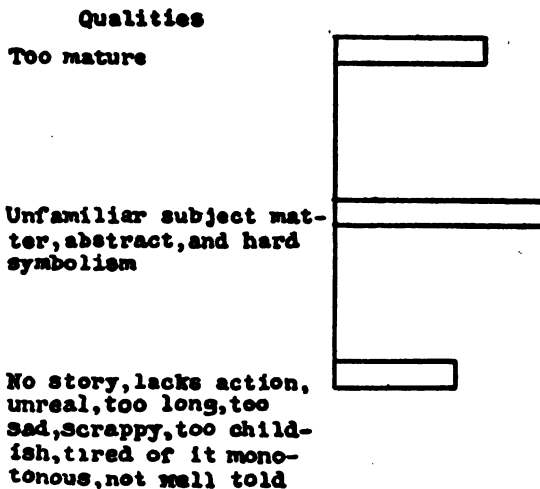 Qualities
Too mature
Unfamiliar subject mat-
ter,abstract,and hard
symbolism
No story,lacks action,
unreal,too long,too
sad,scrappy,too child-
ish,tired of it mono-
tonous,not well told